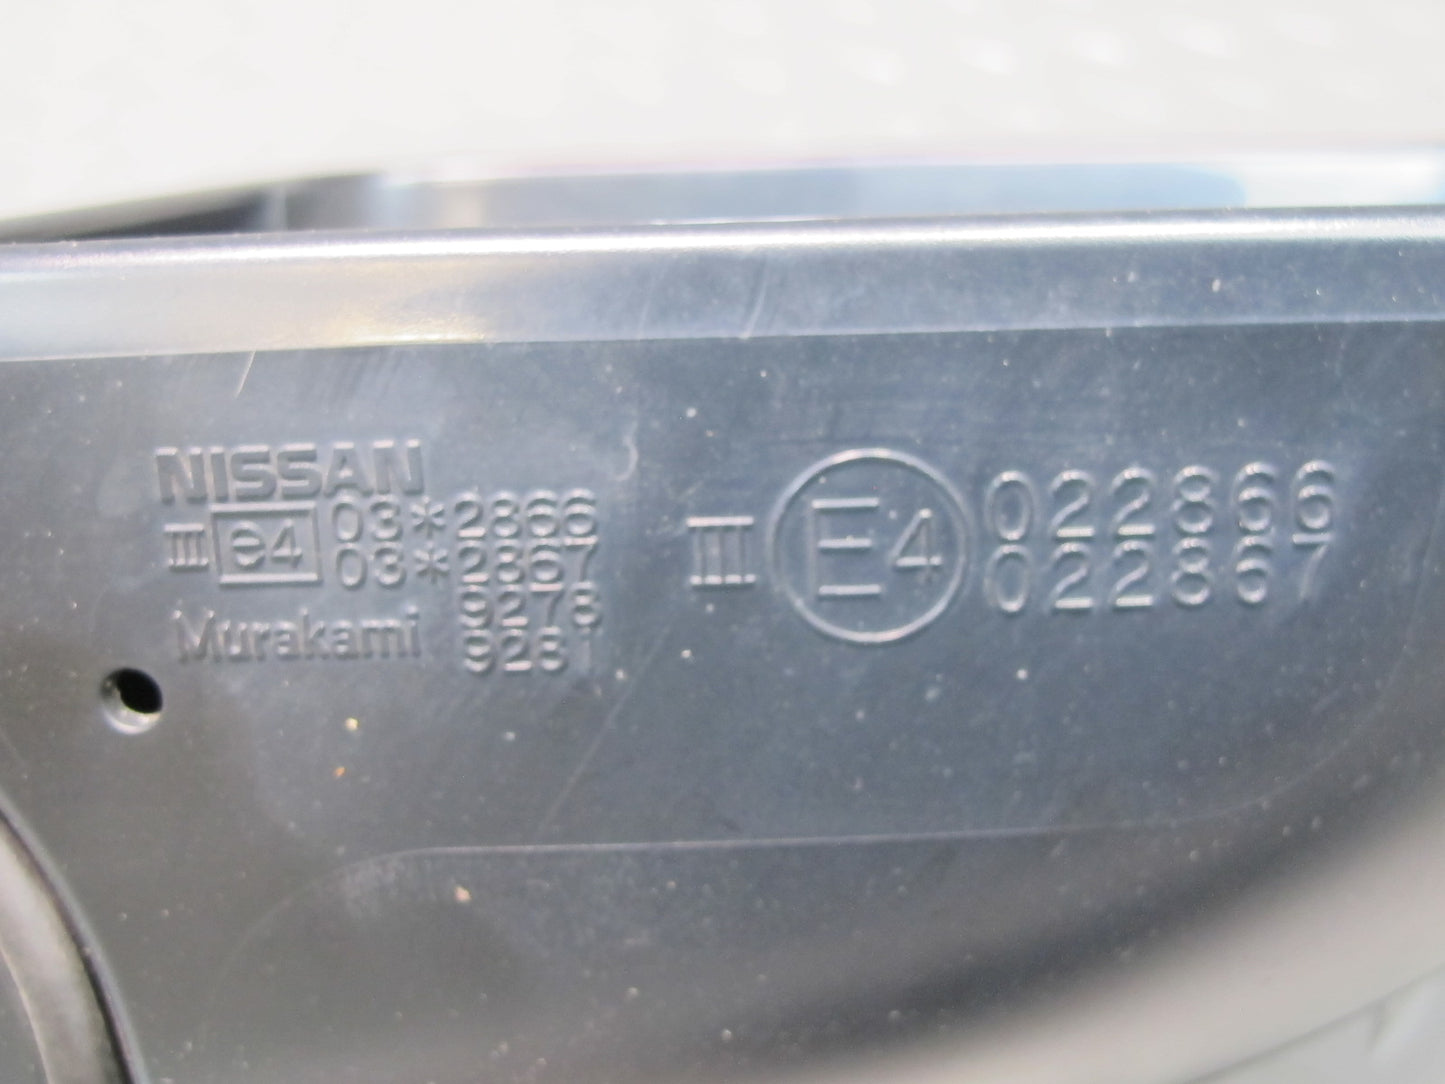 NISSAN
III e4 03*2866
03*2867
9278
Murakami 9281
III E4 022866
022867